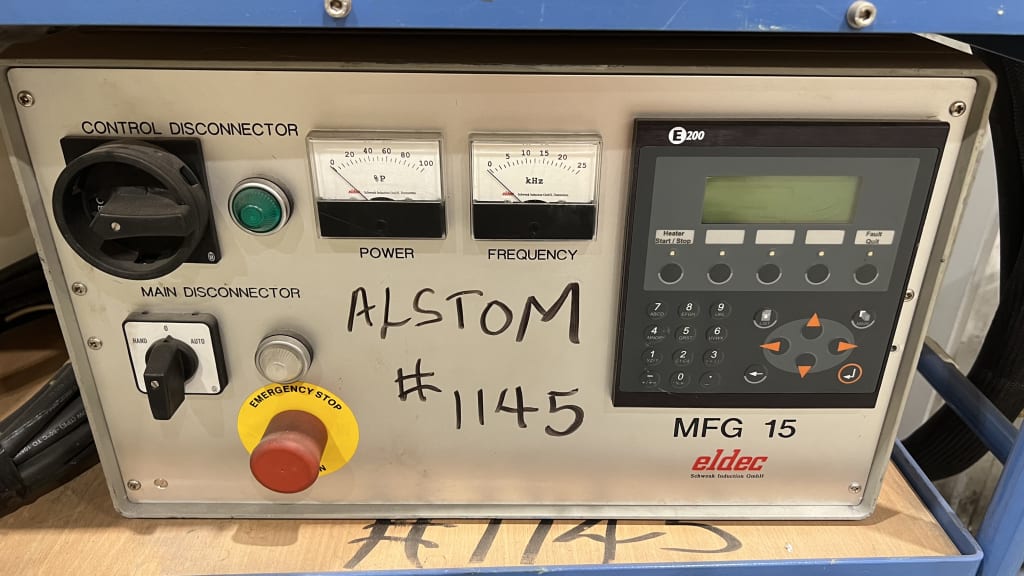 CONTROL DISCONNECTOR
0 20 40 60 80 100
%P
POWER
0 5 10 15 20 25
kHz
FREQUENCY
E 200
Heater
Start / Stop
Fault
Quit
7 8 9
4 5 6
1 2 3
- 0 .
MAIN DISCONNECTOR
HAND 0 AUTO
EMERGENCY STOP
ALSTOM
# 1145
MFG 15
eldec
Schwenk Induction GmbH
#1145